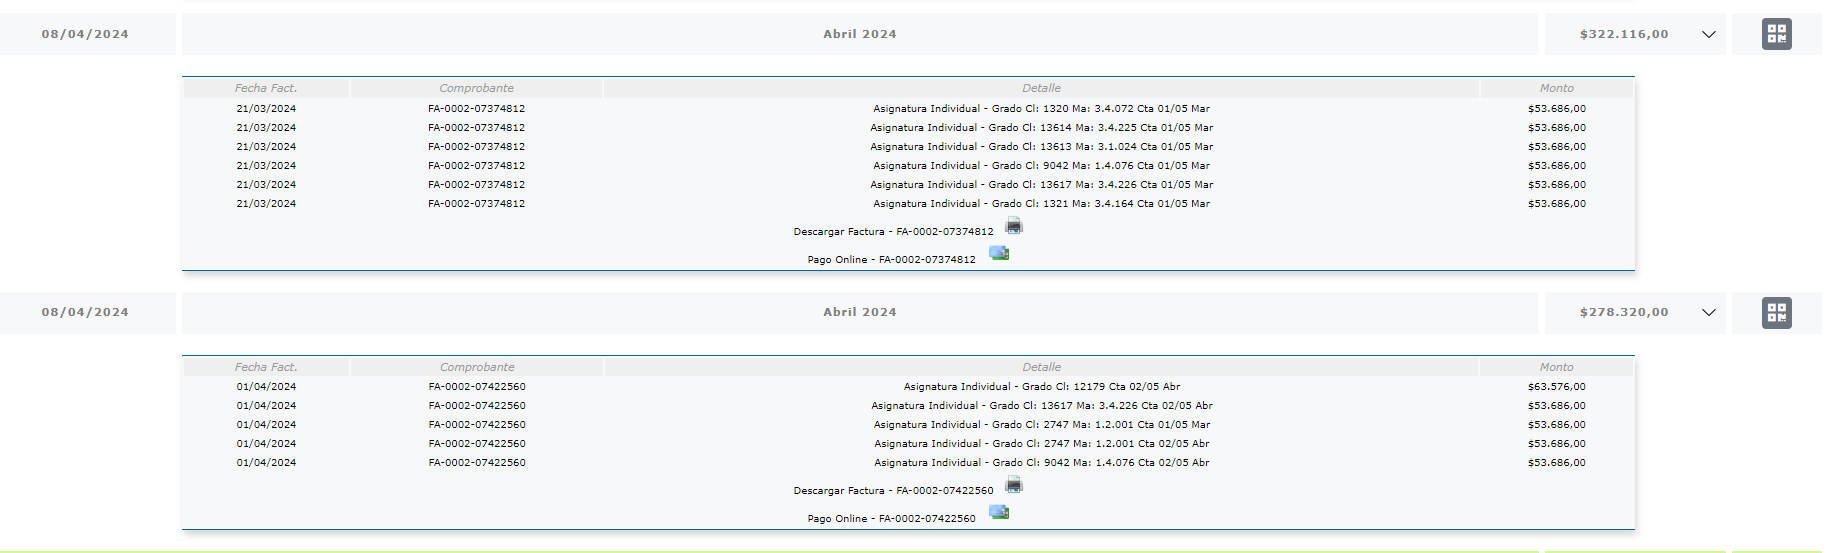 08/04/2024 Abril 2024 $322.116,00
Fecha Fact. Comprobante Detalle Monto
21/03/2024 FA-0002-07374812 Asignatura Individual - Grado Cl: 1320 Ma: 3.4.072 Cta 01/05 Mar $53.686,00
21/03/2024 FA-0002-07374812 Asignatura Individual - Grado Cl: 13614 Ma: 3.4.225 Cta 01/05 Mar $53.686,00
21/03/2024 FA-0002-07374812 Asignatura Individual - Grado Cl: 13613 Ma: 3.1.024 Cta 01/05 Mar $53.686,00
21/03/2024 FA-0002-07374812 Asignatura Individual - Grado Cl: 9042 Ma: 1.4.076 Cta 01/05 Mar $53.686,00
21/03/2024 FA-0002-07374812 Asignatura Individual - Grado Cl: 13617 Ma: 3.4.226 Cta 01/05 Mar $53.686,00
21/03/2024 FA-0002-07374812 Asignatura Individual - Grado Cl: 1321 Ma: 3.4.164 Cta 01/05 Mar $53.686,00
Descargar Factura - FA-0002-07374812
Pago Online - FA-0002-07374812
08/04/2024 Abril 2024 $278.320,00
Fecha Fact. Comprobante Detalle Monto
01/04/2024 FA-0002-07422560 Asignatura Individual - Grado Cl: 12179 Cta 02/05 Abr $63.576,00
01/04/2024 FA-0002-07422560 Asignatura Individual - Grado Cl: 13617 Ma: 3.4.226 Cta 02/05 Abr $53.686,00
01/04/2024 FA-0002-07422560 Asignatura Individual - Grado Cl: 2747 Ma: 1.2.001 Cta 01/05 Mar $53.686,00
01/04/2024 FA-0002-07422560 Asignatura Individual - Grado Cl: 2747 Ma: 1.2.001 Cta 02/05 Abr $53.686,00
01/04/2024 FA-0002-07422560 Asignatura Individual - Grado Cl: 9042 Ma: 1.4.076 Cta 02/05 Abr $53.686,00
Descargar Factura - FA-0002-07422560
Pago Online - FA-0002-07422560